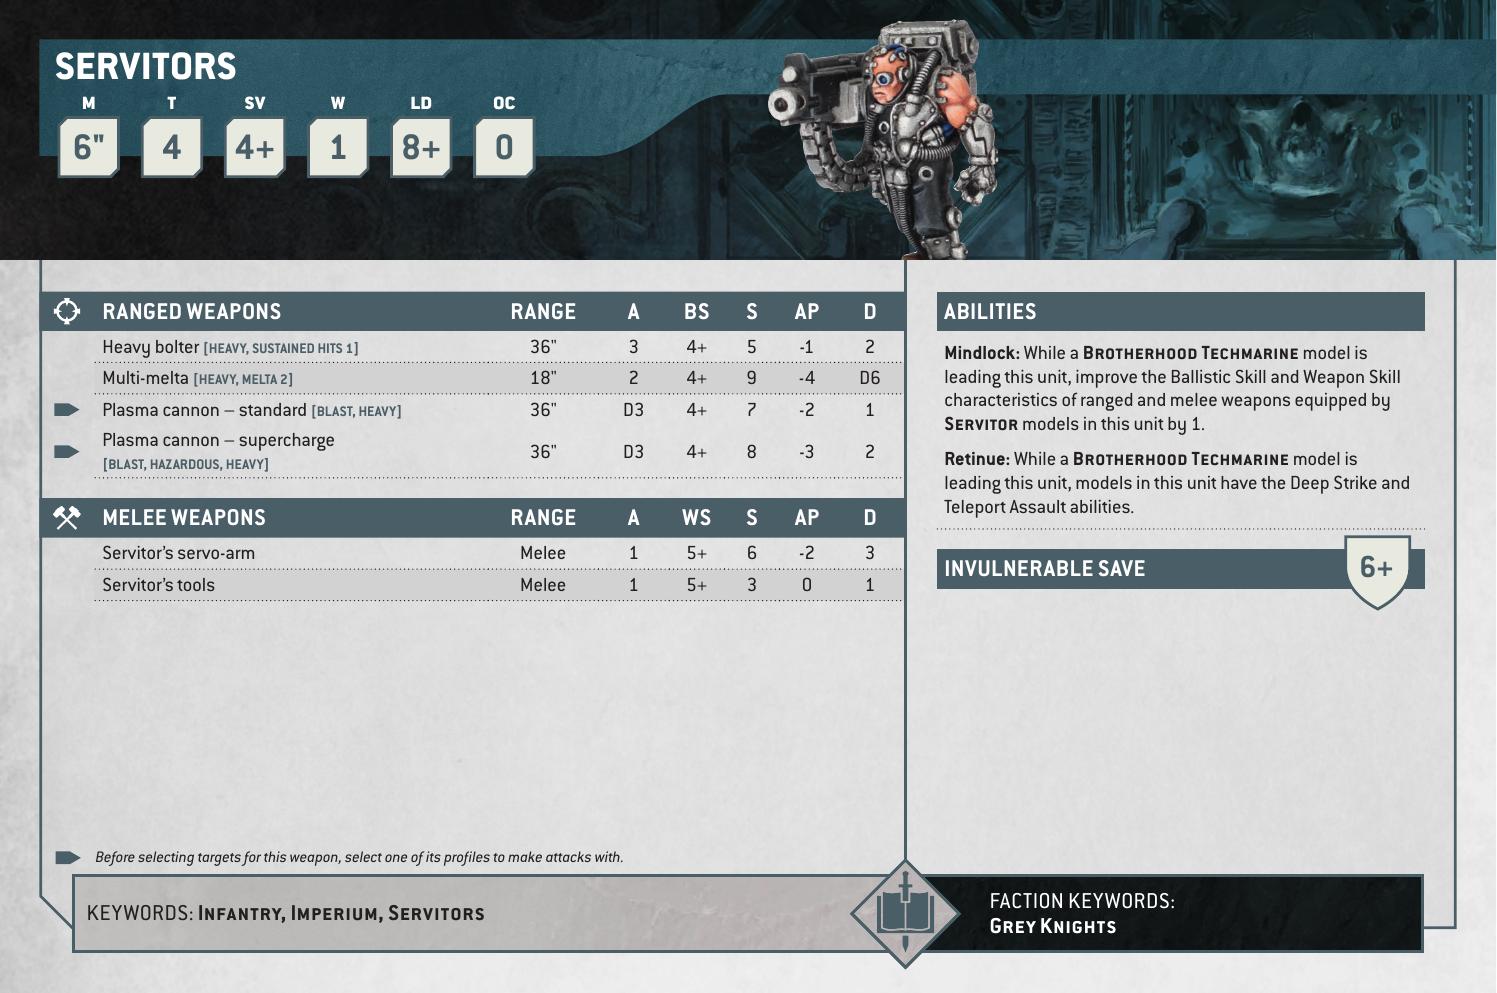 SERVITORS
M T SV W LD OC
6" 4 4+ 1 8+ 0
RANGED WEAPONS RANGE A BS S AP D
Heavy bolter [HEAVY, SUSTAINED HITS 1] 36" 3 4+ 5 -1 2
Multi-melta [HEAVY, MELTA 2] 18" 2 4+ 9 -4 D6
Plasma cannon – standard [BLAST, HEAVY] 36" D3 4+ 7 -2 1
Plasma cannon – supercharge
[BLAST, HAZARDOUS, HEAVY] 36" D3 4+ 8 -3 2
MELEE WEAPONS RANGE A WS S AP D
Servitor’s servo-arm Melee 1 5+ 6 -2 3
Servitor’s tools Melee 1 5+ 3 0 1
ABILITIES
Mindlock: While a BROTHERHOOD TECHMARINE model is
leading this unit, improve the Ballistic Skill and Weapon Skill
characteristics of ranged and melee weapons equipped by
SERVITOR models in this unit by 1.
Retinue: While a BROTHERHOOD TECHMARINE model is
leading this unit, models in this unit have the Deep Strike and
Teleport Assault abilities.
INVULNERABLE SAVE 6+
Before selecting targets for this weapon, select one of its profiles to make attacks with.
KEYWORDS: INFANTRY, IMPERIUM, SERVITORS
FACTION KEYWORDS:
GREY KNIGHTS